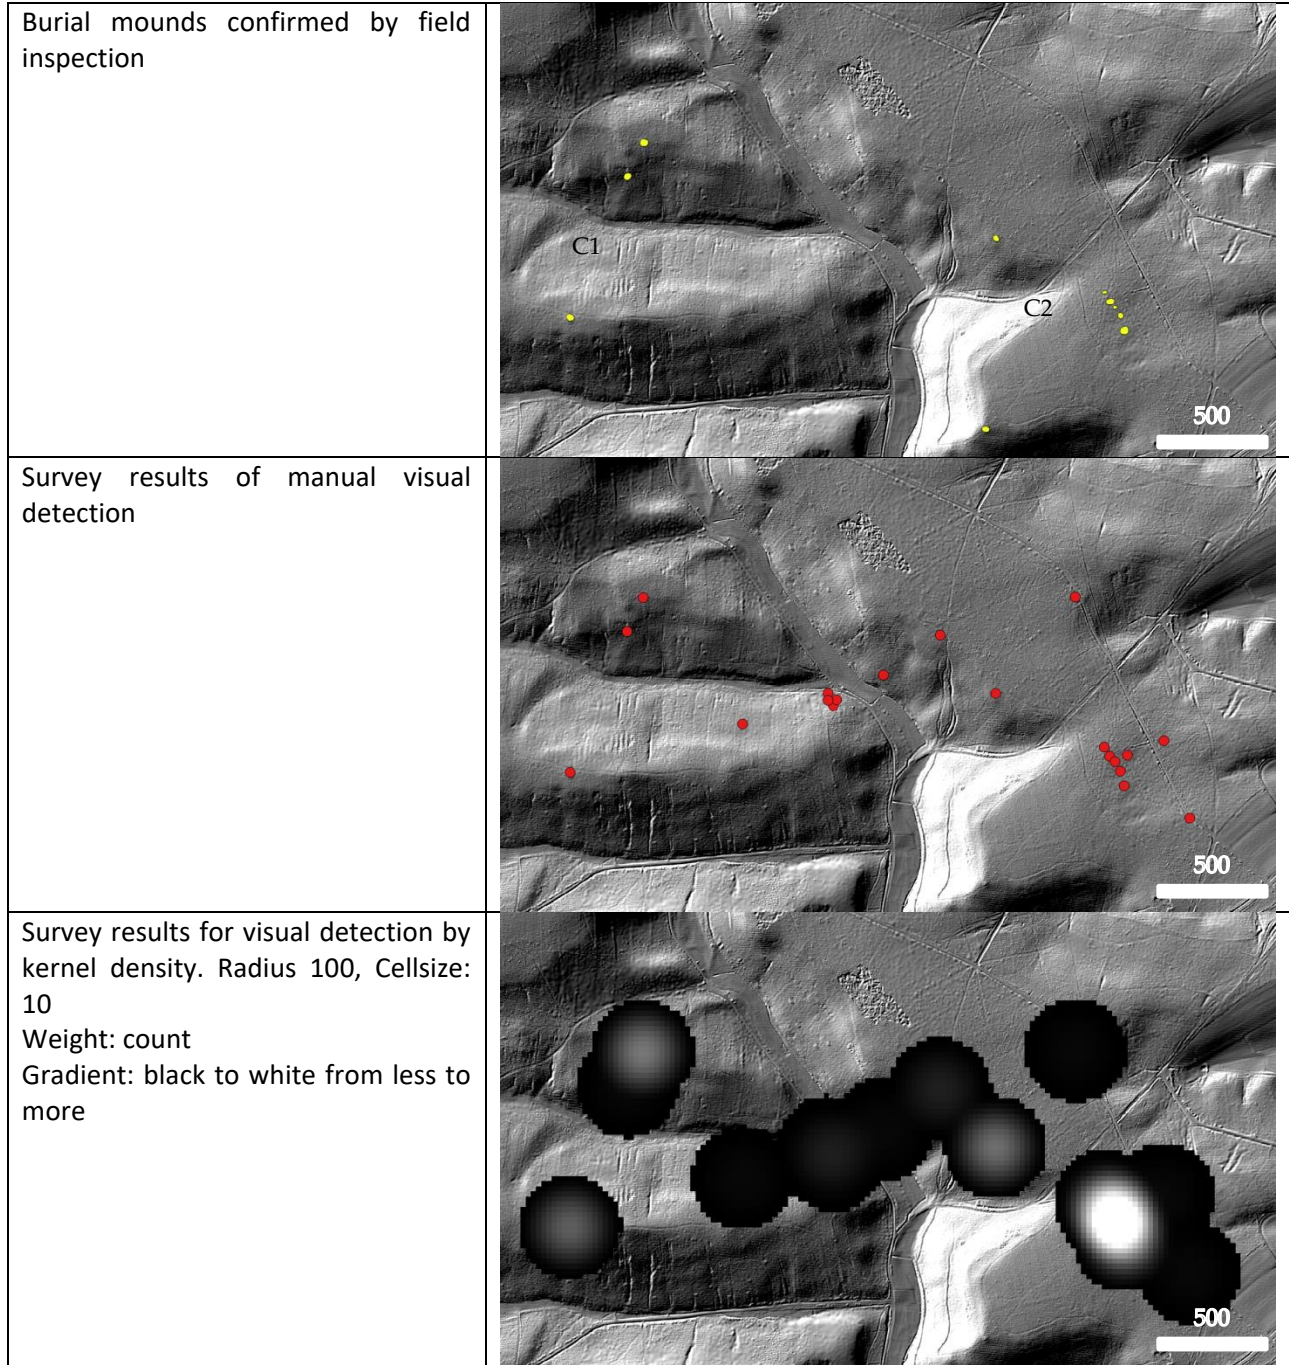 Burial mounds confirmed by field
inspection
C1
C2
500
Survey results of manual visual
detection
500
Survey results for visual detection by
kernel density. Radius 100, Cellsize:
10
Weight: count
Gradient: black to white from less to
more
500